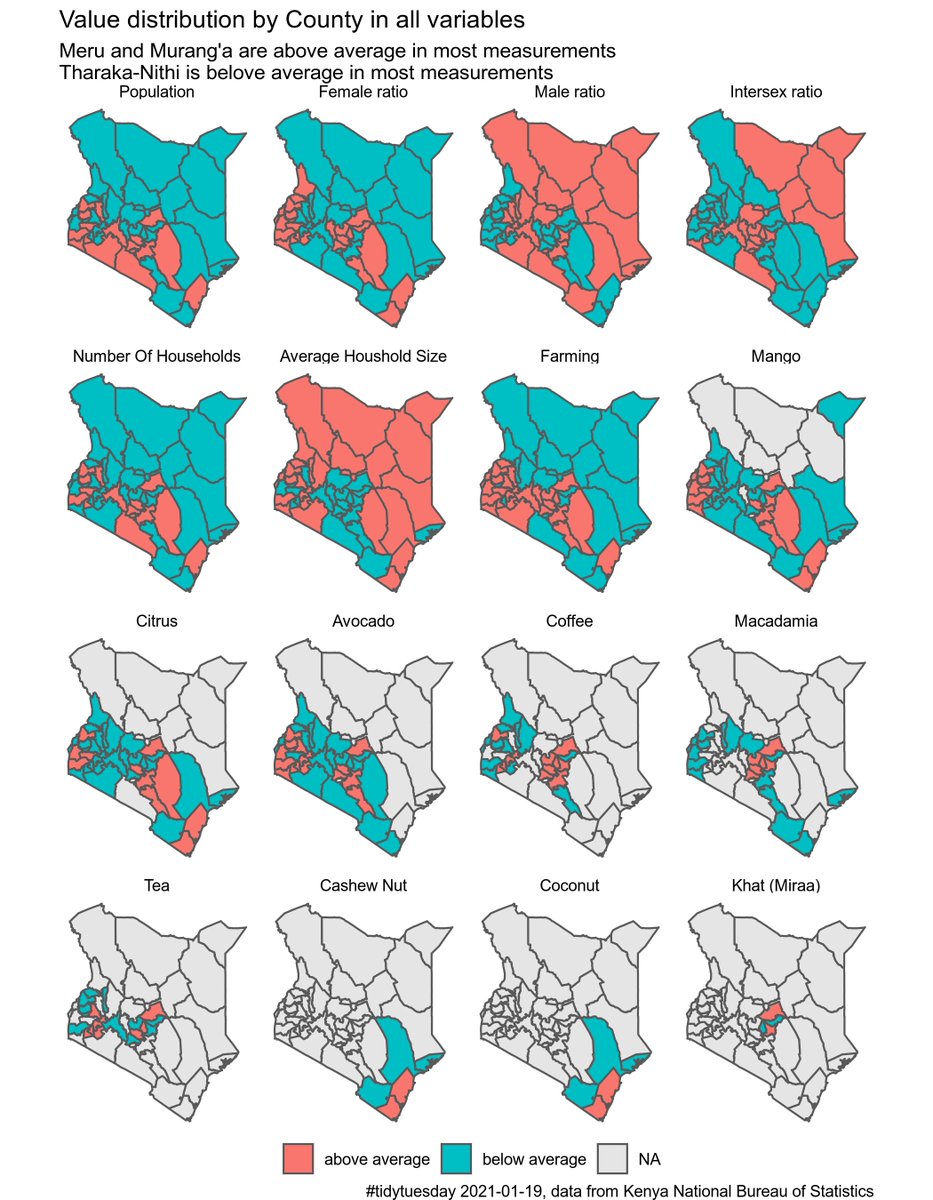 Value distribution by County in all variables
Meru and Murang'a are above average in most measurements
Tharaka-Nithi is belove average in most measurements
Population Female ratio Male ratio Intersex ratio
Number Of Households Average Houshold Size Farming Mango
Citrus Avocado Coffee Macadamia
Tea Cashew Nut Coconut Khat (Miraa)
above average below average NA
#tidytuesday 2021-01-19, data from Kenya National Bureau of Statistics